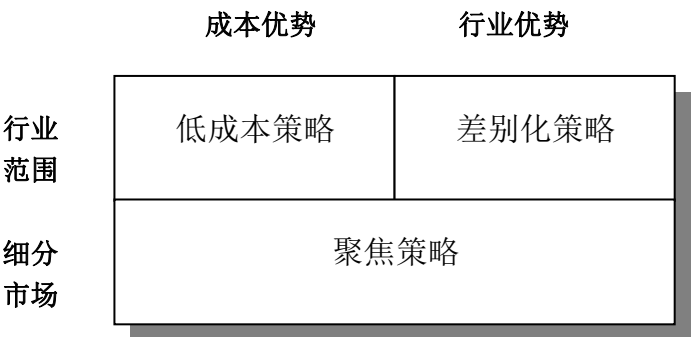 成本优势 行业优势
行业
范围
低成本策略 差别化策略
细分
市场
聚焦策略